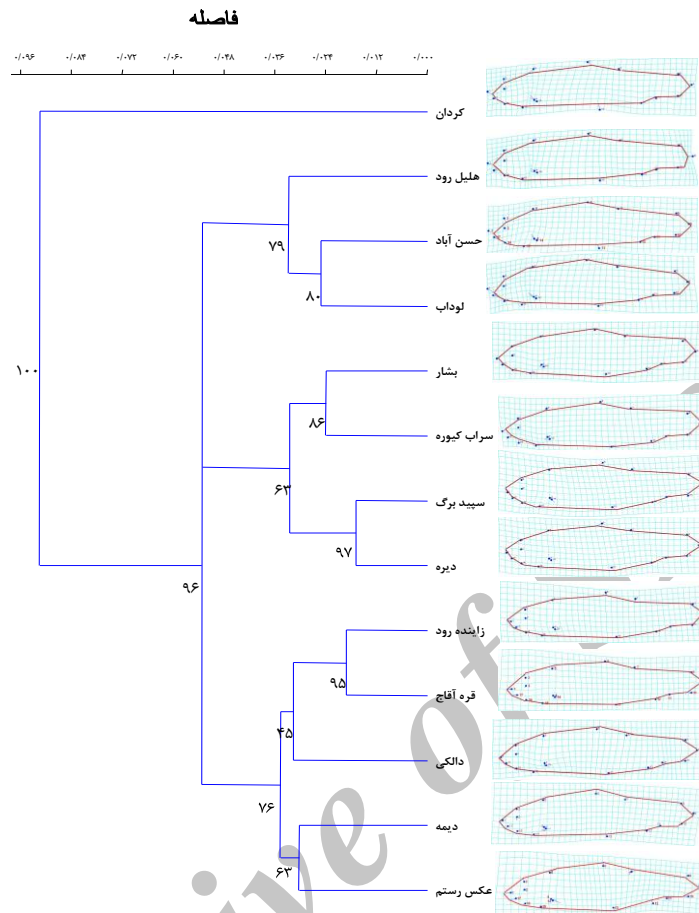 فاصله
۰/۰۹۶ ۰/۰۸۴ ۰/۰۷۲ ۰/۰۶۰ ۰/۰۴۸ ۰/۰۳۶ ۰/۰۲۴ ۰/۰۱۲ ۰/۰۰۰
کردان
هلیل رود
۷۹
حسن آباد
۸۰
لوداب
۱۰۰
بشار
۸۶
سراب کیوره
۶۳
سپید برگ
۹۷
دیره
۹۶
زاینده رود
۹۵
قره آقاج
۴۵
دالکی
۷۶
دیمه
۶۳
عکس رستم
ive of